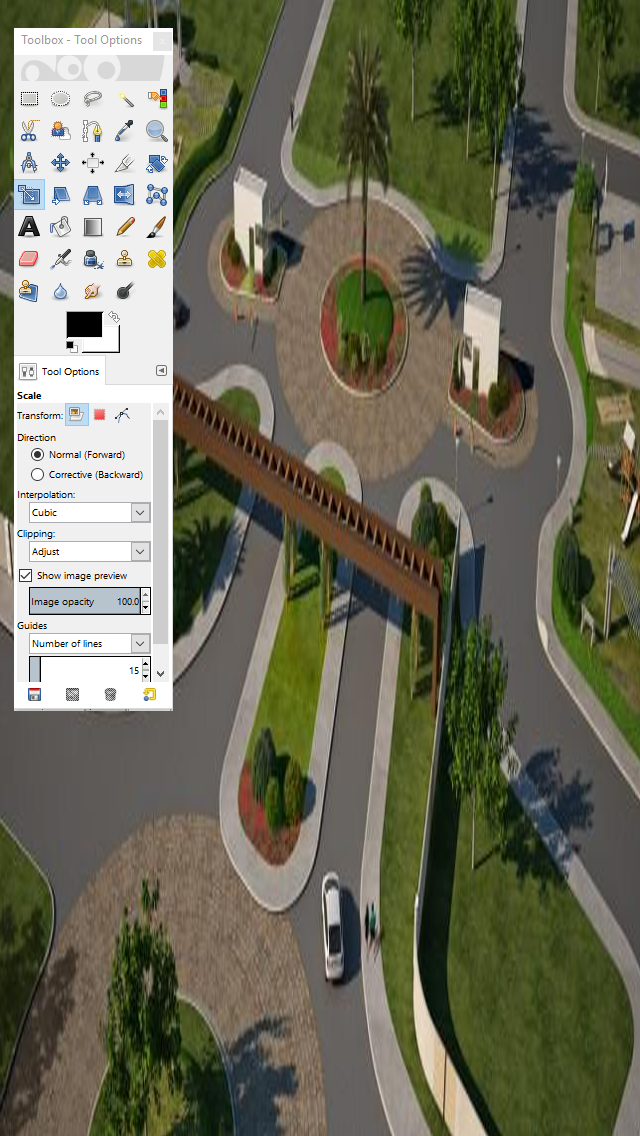 Toolbox - Tool Options
Tool Options
Scale
Transform:
Direction
Normal (Forward)
Corrective (Backward)
Interpolation:
Cubic
Clipping:
Adjust
Show image preview
Image opacity 100.0
Guides
Number of lines
15